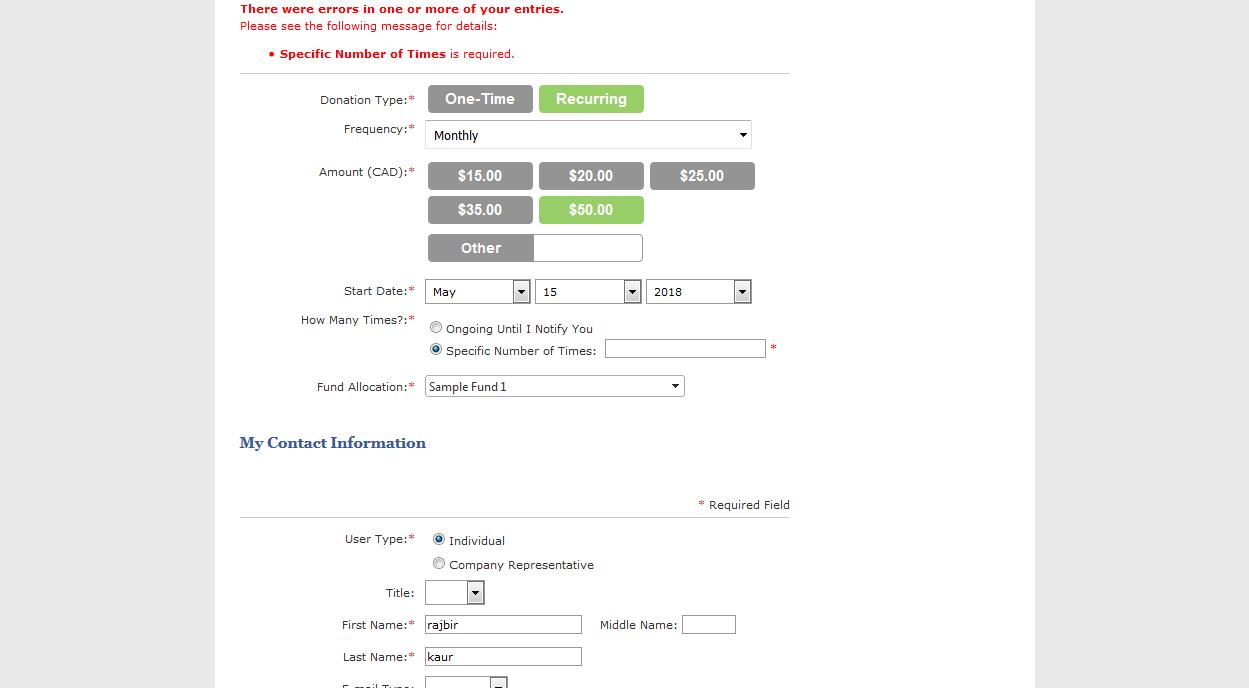 There were errors in one or more of your entries.
Please see the following message for details:
• Specific Number of Times is required.
Donation Type:* One-Time Recurring
Frequency:* Monthly
Amount (CAD):* $15.00 $20.00 $25.00
$35.00 $50.00
Other
Start Date:* May 15 2018
How Many Times?:*
Ongoing Until I Notify You
Specific Number of Times: *
Fund Allocation:* Sample Fund 1
My Contact Information
* Required Field
User Type:* Individual
Company Representative
Title:
First Name:* rajbir Middle Name:
Last Name:* kaur
E-mail Type: